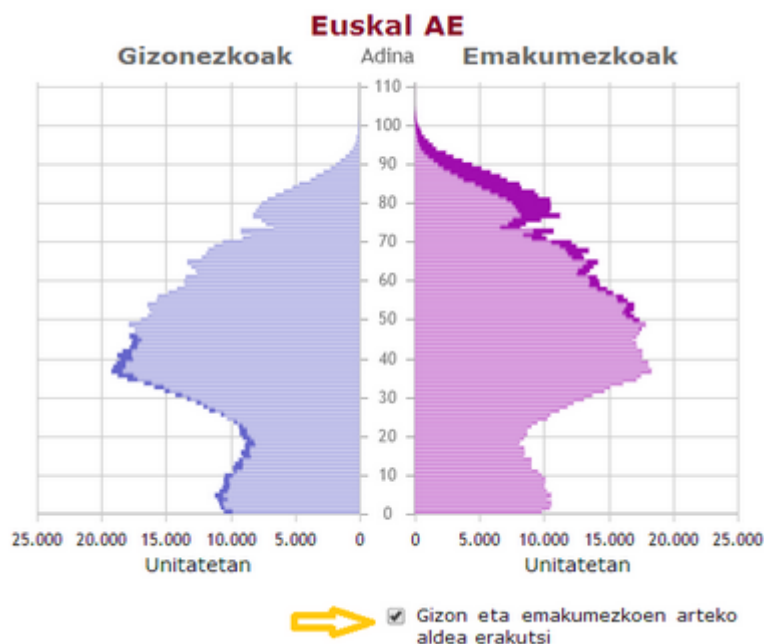 Euskal AE
Gizonezkoak Adina Emakumezkoak
110
100
90
80
70
60
50
40
30
20
10
0
25.000 20.000 15.000 10.000 5.000 0 0 5.000 10.000 15.000 20.000 25.000
Unitatetan Unitatetan
Gizon eta emakumezkoen arteko
aldea erakutsi